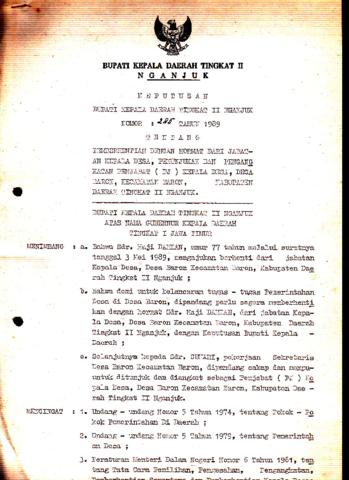 BUPATI KEPALA DAERAH TINGKAT II
NGANJUK
KEPUTUSAN
BUPATI KEPALA DAERAH TINGKAT II NGANJUK
NOMOR : TAHUN 1989
TENTANG
PEMBERHENTIAN DENGAN HORMAT DARI JABAT-
AN KEPALA DESA, PENUNJUKAN DAN PENGANG
KATAN PENJABAT ( PJ ) KEPALA DESA, DESA
BARON, KECAMATAN BARON, KABUPATEN
DAERAH TINGKAT II NGANJUK.
BUPATI KEPALA DAERAH TINGKAT II NGANJUK
ATAS NAMA GUBERNUR KEPALA DAERAH
TINGKAT I JAWA TIMUR
MENIMBANG : a. Bahwa Sdr. Haji umur 77 tahun melalui suratnya
tanggal 3 Mei 1989, mengajukan berhenti dari jabatan
Kepala Desa, Desa Baron Kecamatan Baron, Kabupaten Dae
rah Tingkat II Nganjuk ;
b. Bahwa demi untuk kelancaran tugas - tugas Pemerintahan
Desa di Desa Baron, dipandang perlu segera memberhenti
kan dengan hormat Sdr. Haji dari jabatan Kepa-
la Desa, Desa Baron Kecamatan Baron, Kabupaten Daerah
Tingkat II Nganjuk, dengan Keputusan Bupati Kepala -
Daerah ;
c. Selanjutnya kepada Sdr. pekerjaan Sekretaris
Desa Baron Kecamatan Baron, dipandang cakap dan mampu-
untuk ditunjuk dan diangkat sebagai Penjabat ( PJ ) Ke
pala Desa, Desa Baron Kecamatan Baron, Kabupaten Dae -
rah Tingkat II Nganjuk.
MENGINGAT : 1. Undang - undang Nomor 5 Tahun 1974, tentang Pokok - Po
kok Pemerintahan Di Daerah ;
2. Undang - undang Nomor 5 Tahun 1979, tentang Pemerintah
an Desa ;
3. Peraturan Menteri Dalam Negeri Nomor 6 Tahun 1981, ten
tang Tata Cara Pemilihan, Pengesahan, Pengangkatan,